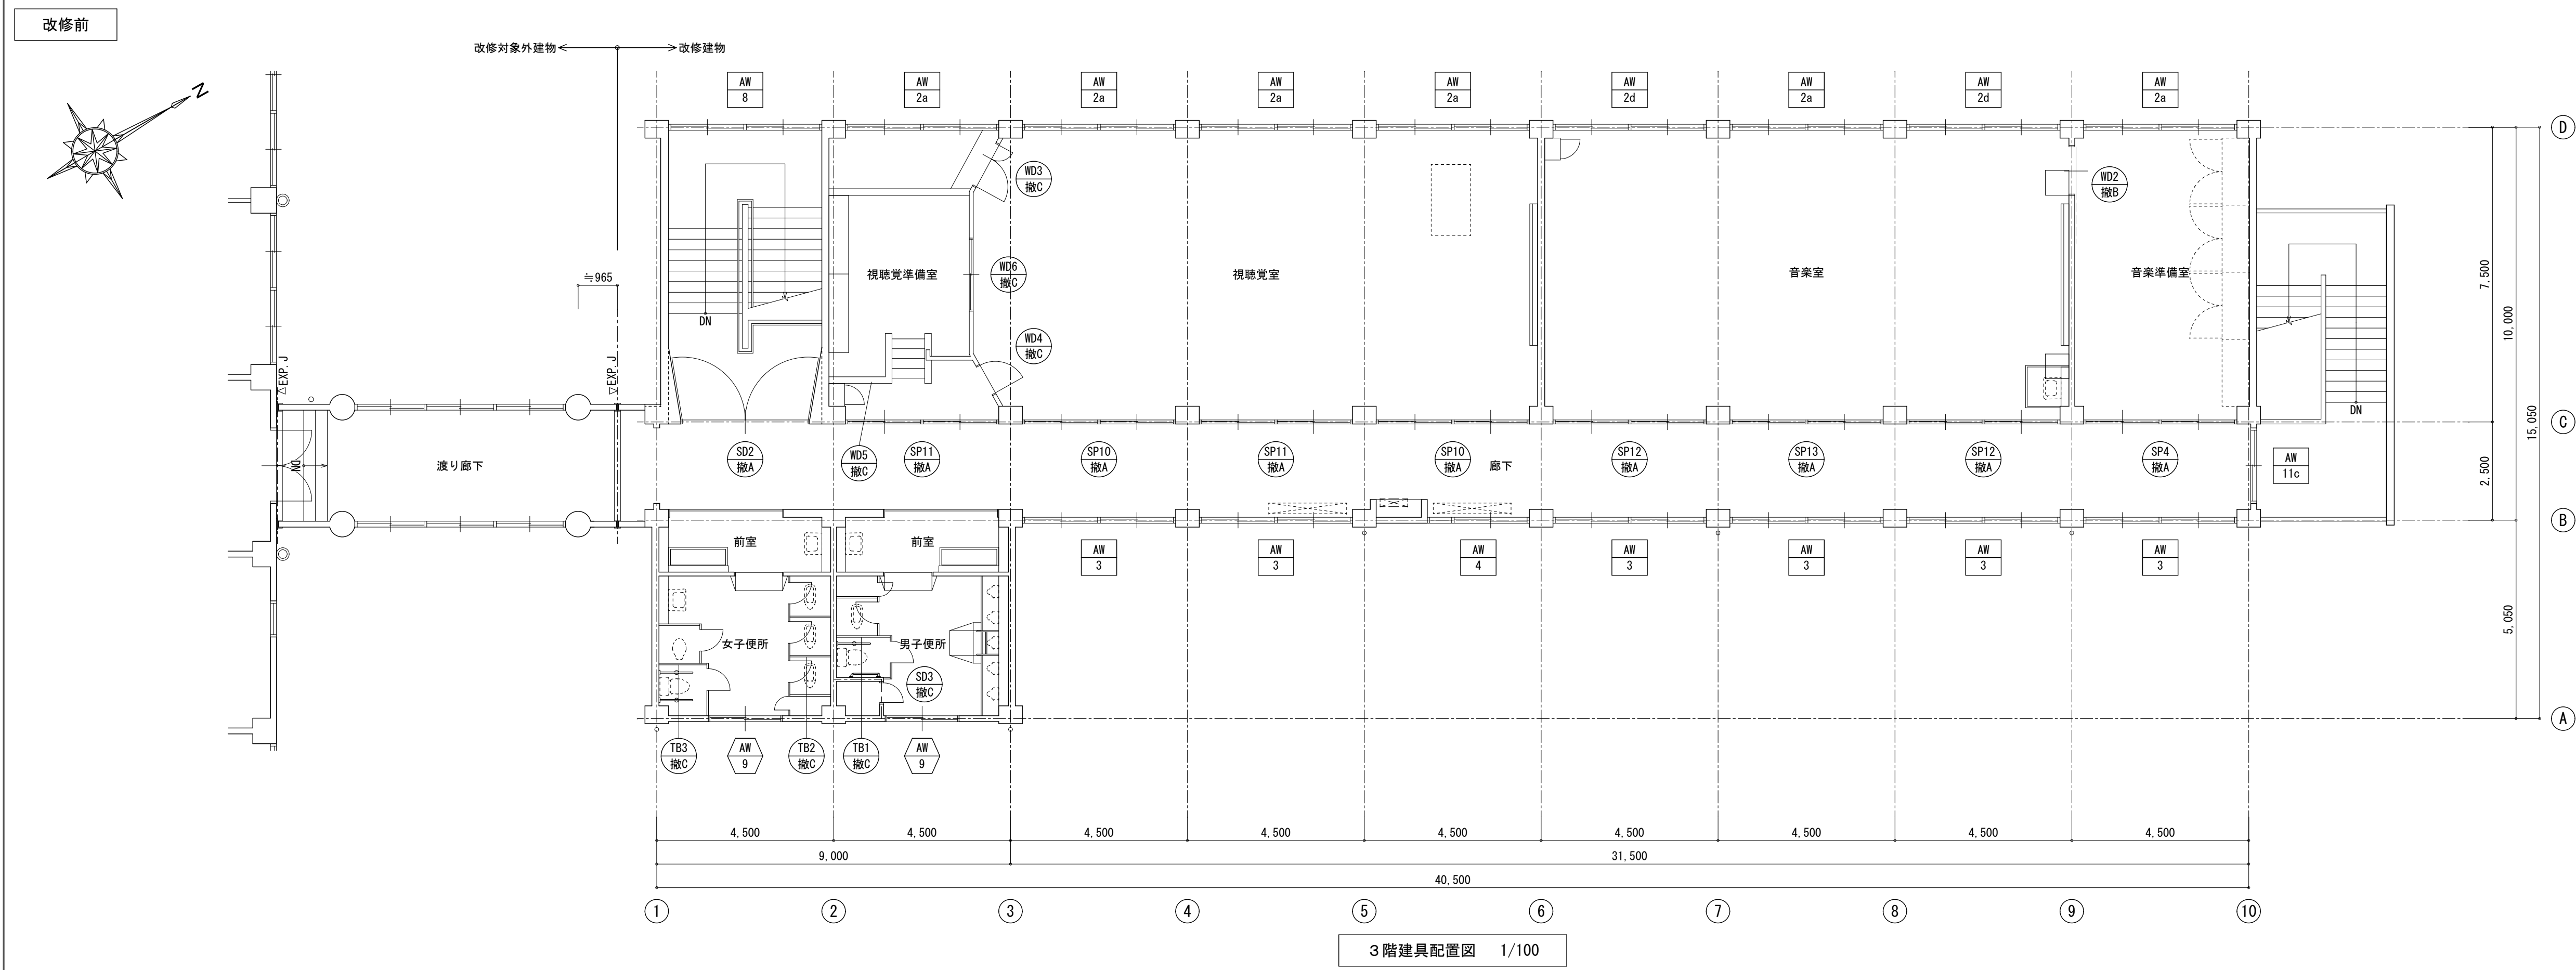 改修前
改修対象外建物
改修建物
N
AW
8
AW
2a
AW
2a
AW
2a
AW
2a
AW
2d
AW
2a
AW
2d
AW
2a
D
WD3
撤C
WD2
撤B
≒965
視聴覚準備室
WD6
撤C
視聴覚室
音楽室
音楽準備室
7,500
10,000
DN
WD4
撤C
EXP.J
EXP.J
DN
15,050
C
DN
渡り廊下
SD2
撤A
WD5
撤C
SP11
撤A
SP10
撤A
SP11
撤A
SP10
撤A
廊下
SP12
撤A
SP13
撤A
SP12
撤A
SP4
撤A
AW
11c
2,500
B
前室
前室
AW
3
AW
3
AW
4
AW
3
AW
3
AW
3
AW
3
5,050
女子便所
男子便所
SD3
撤C
A
TB3
撤C
AW
9
TB2
撤C
TB1
撤C
AW
9
4,500
4,500
4,500
4,500
4,500
4,500
4,500
4,500
4,500
9,000
31,500
40,500
1
2
3
4
5
6
7
8
9
10
3階建具配置図 1/100